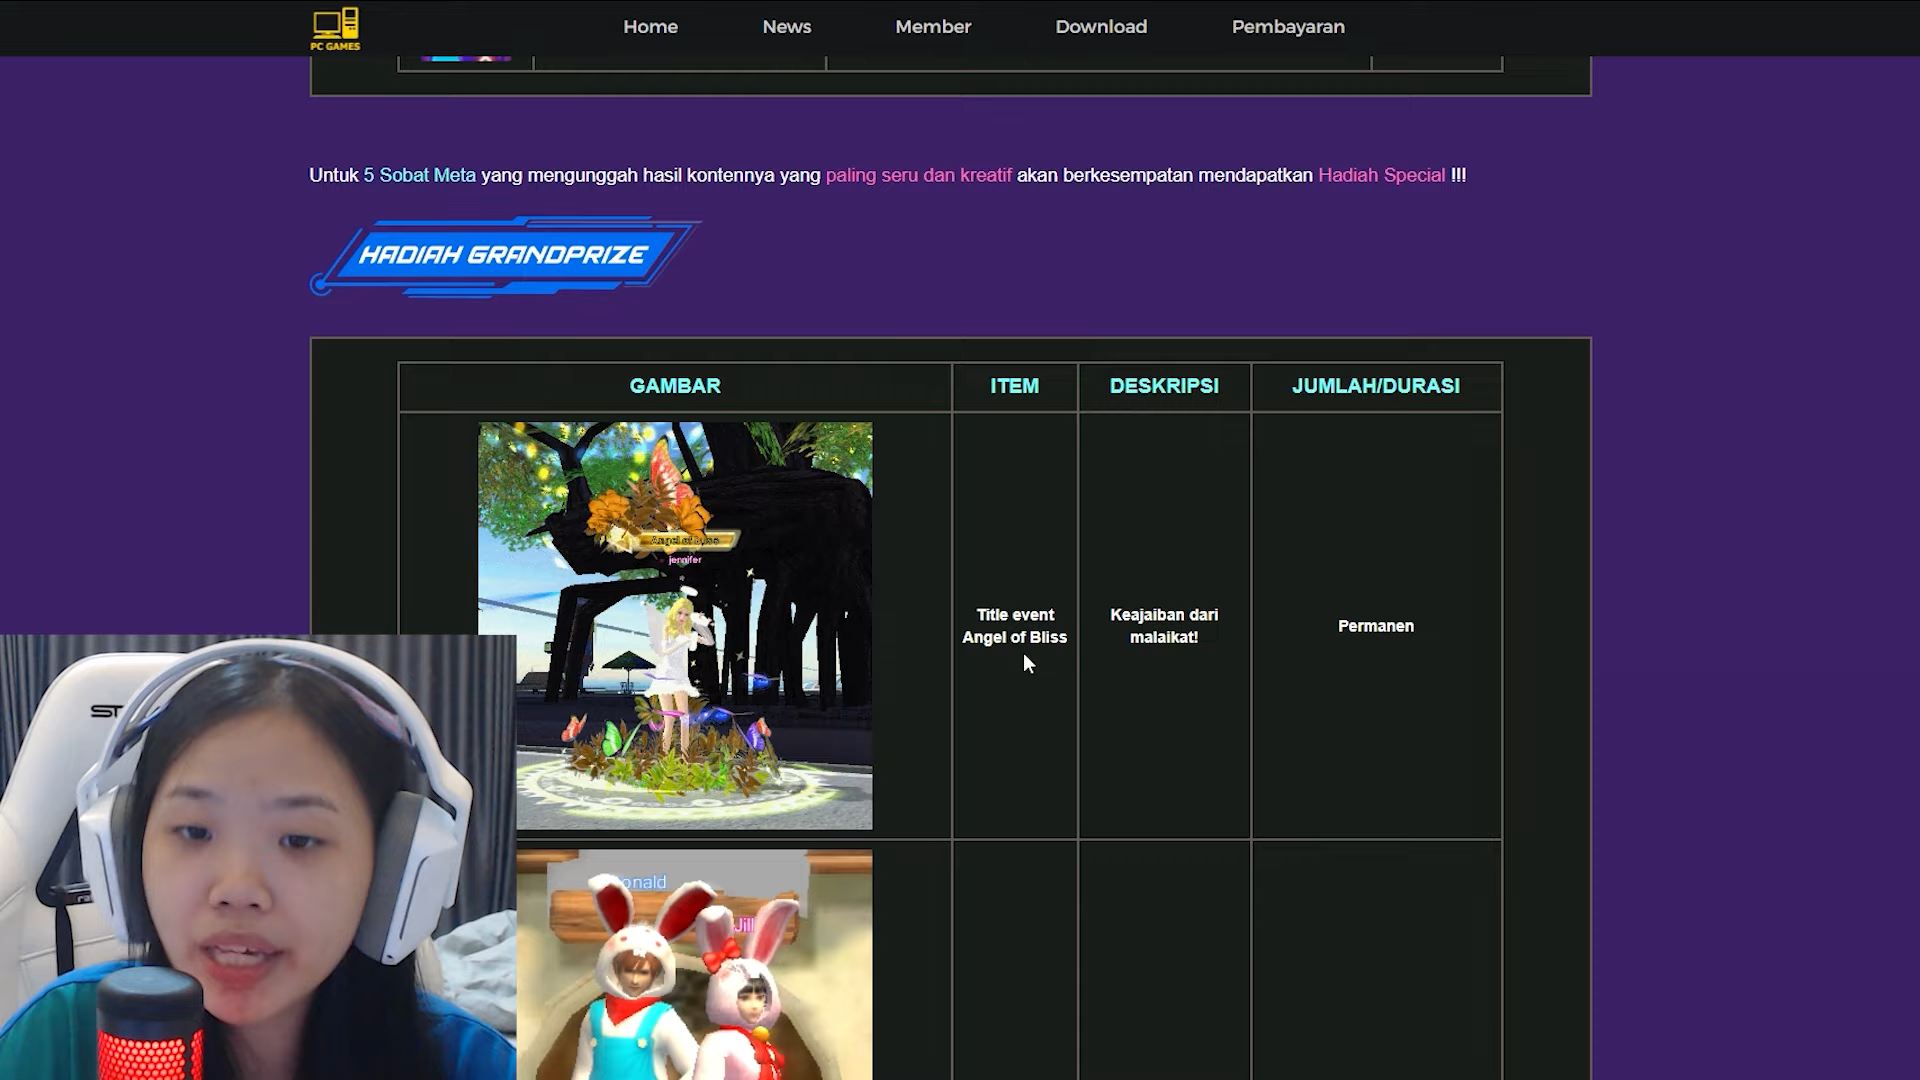 PC GAMES
Home
News
Member
Download
Pembayaran
Untuk 5 Sobat Meta yang mengunggah hasil kontennya yang paling seru dan kreatif akan berkesempatan mendapatkan Hadiah Special !!!
HADIAH GRANDPRIZE
GAMBAR
ITEM
DESKRIPSI
JUMLAH/DURASI
Angel of Bliss
jennifer
Title event
Angel of Bliss
Keajaiban dari
malaikat!
Permanen
Jill